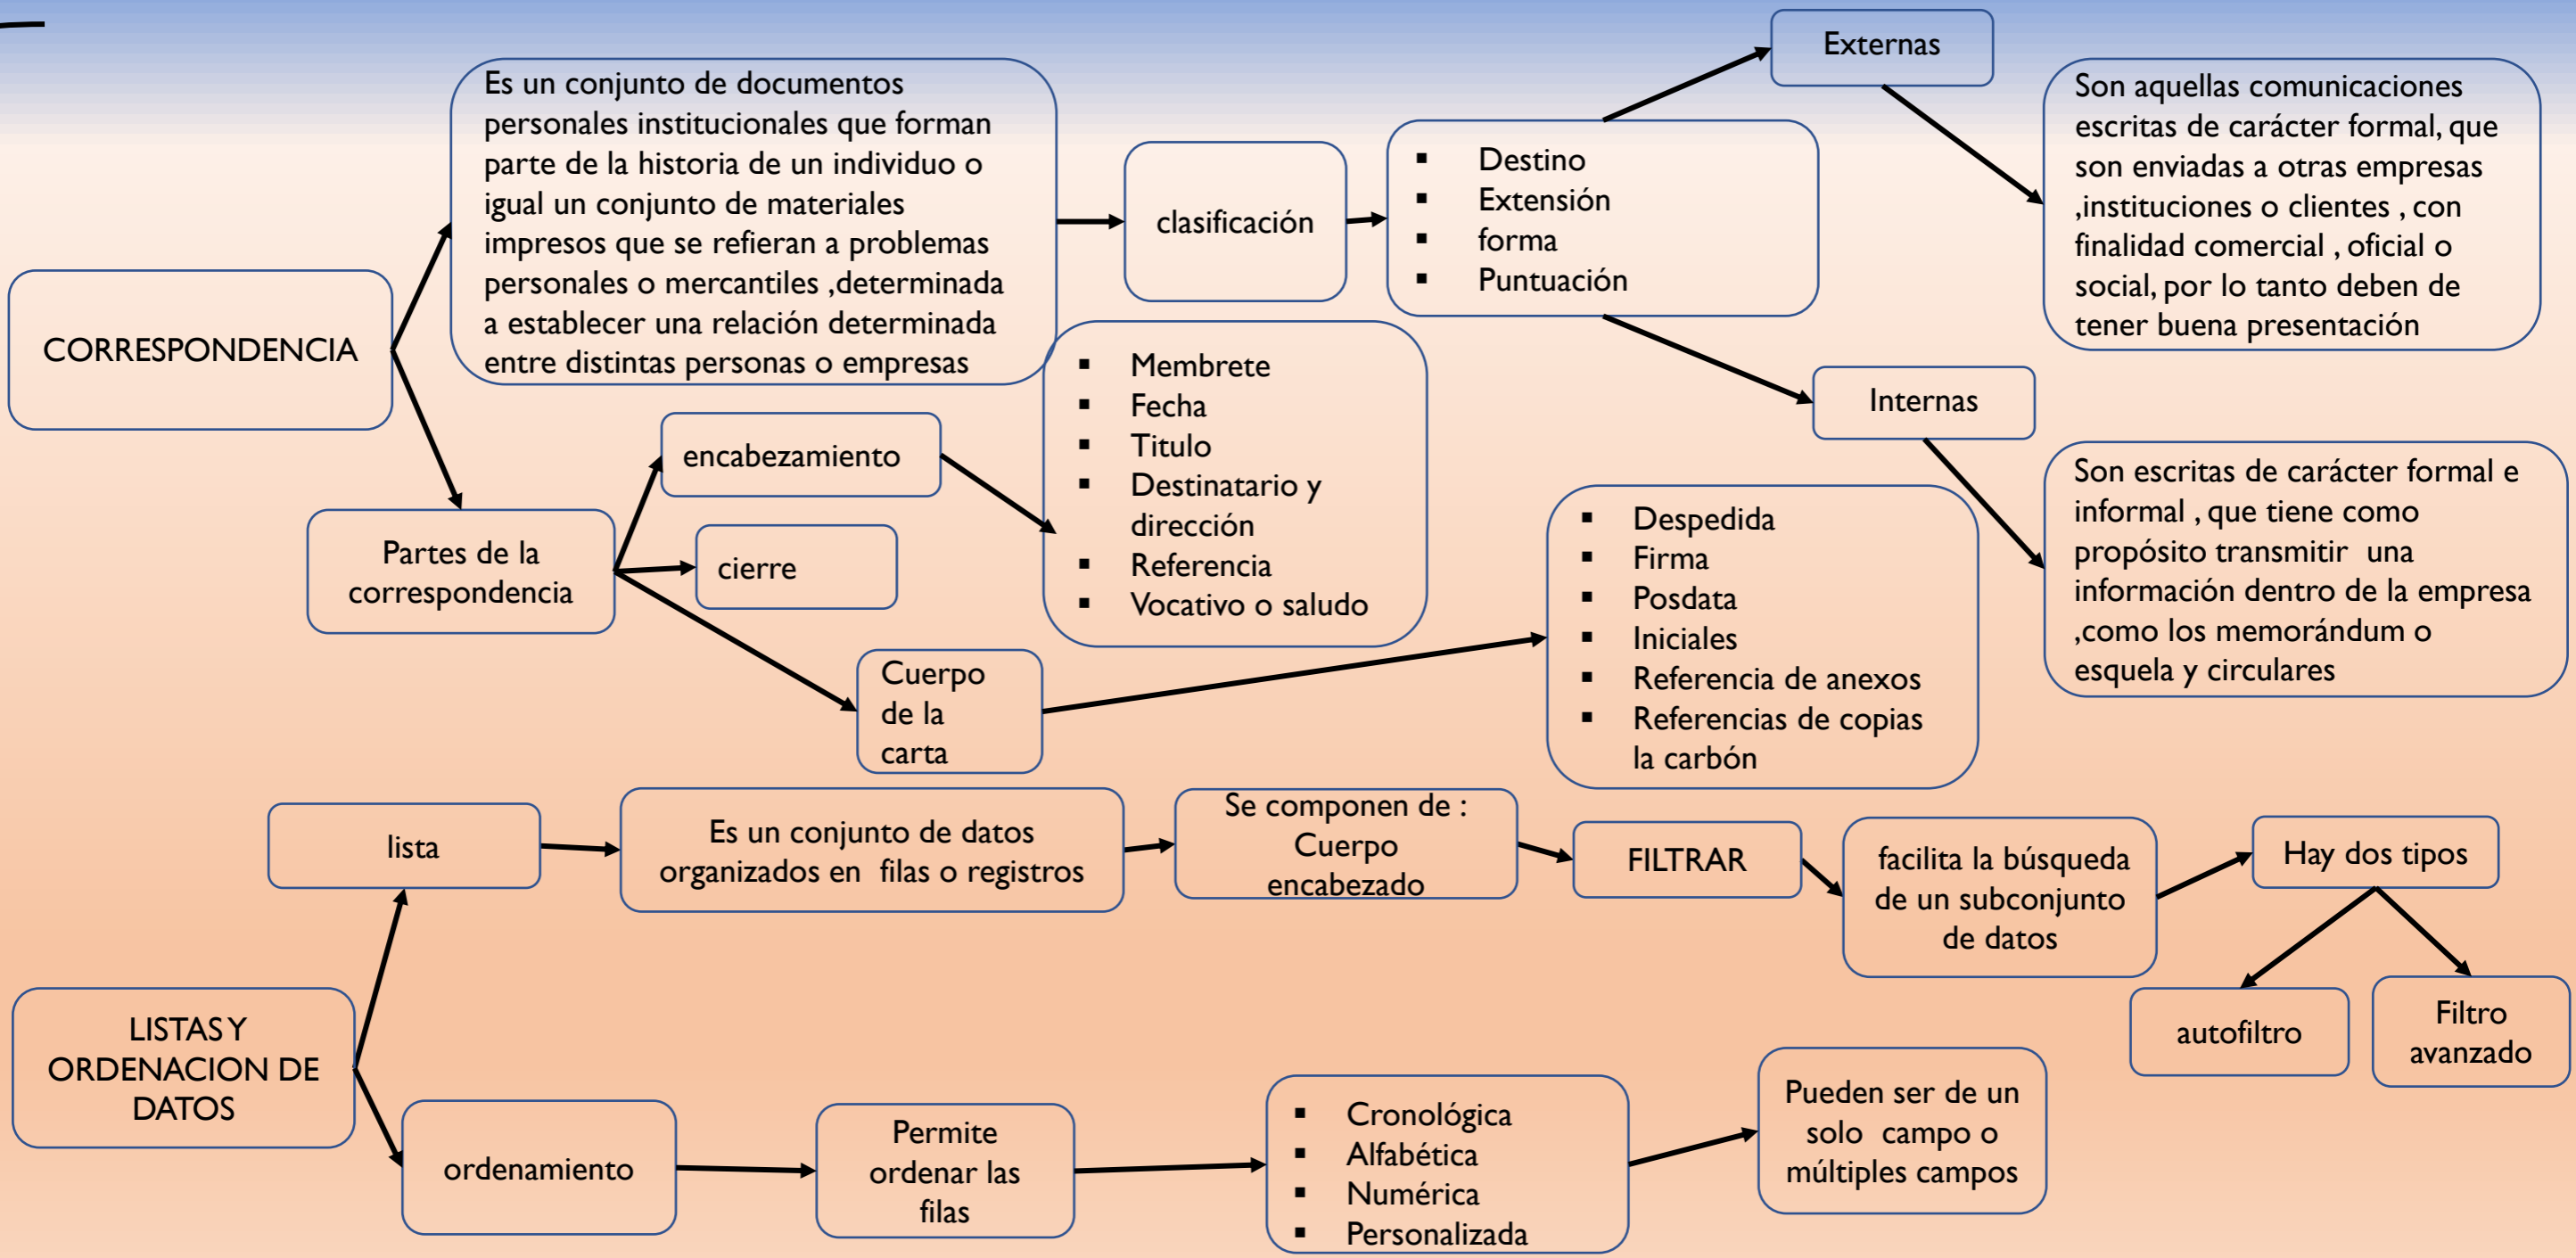 CORRESPONDENCIA
Es un conjunto de documentos
personales institucionales que forman
parte de la historia de un individuo o
igual un conjunto de materiales
impresos que se refieran a problemas
personales o mercantiles ,determinada
a establecer una relación determinada
entre distintas personas o empresas
clasificación
▪ Destino
▪ Extensión
▪ forma
▪ Puntuación
Externas
Son aquellas comunicaciones
escritas de carácter formal, que
son enviadas a otras empresas
,instituciones o clientes , con
finalidad comercial , oficial o
social, por lo tanto deben de
tener buena presentación
Internas
Son escritas de carácter formal e
informal , que tiene como
propósito transmitir una
información dentro de la empresa
,como los memorándum o
esquela y circulares
Partes de la
correspondencia
encabezamiento
▪ Membrete
▪ Fecha
▪ Titulo
▪ Destinatario y
dirección
▪ Referencia
▪ Vocativo o saludo
cierre
Cuerpo
de la
carta
▪ Despedida
▪ Firma
▪ Posdata
▪ Iniciales
▪ Referencia de anexos
▪ Referencias de copias
la carbón
LISTAS Y
ORDENACION DE
DATOS
lista
Es un conjunto de datos
organizados en filas o registros
Se componen de :
Cuerpo
encabezado
FILTRAR
facilita la búsqueda
de un subconjunto
de datos
Hay dos tipos
autofiltro
Filtro
avanzado
ordenamiento
Permite
ordenar las
filas
▪ Cronológica
▪ Alfabética
▪ Numérica
▪ Personalizada
Pueden ser de un
solo campo o
múltiples campos